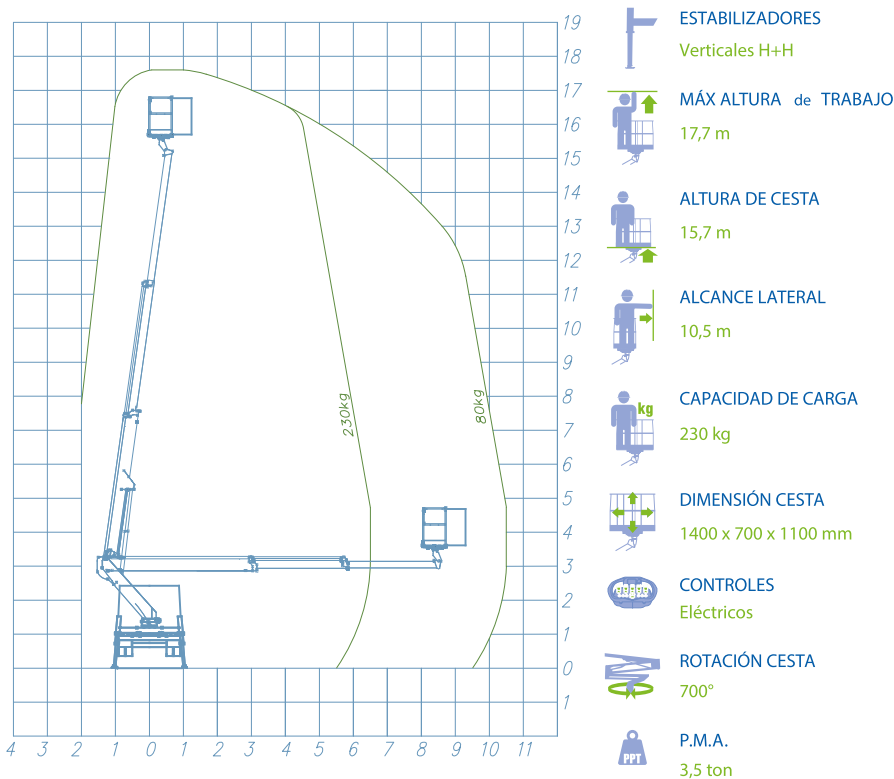 19
18
17
16
15
14
13
12
11
10
9
8
7
6
5
4
3
2
1
0
1
4 3 2 1 0 1 2 3 4 5 6 7 8 9 10 11
230kg
80kg
ESTABILIZADORES
Verticales H+H
MÁX ALTURA de TRABAJO
17,7 m
ALTURA DE CESTA
15,7 m
ALCANCE LATERAL
10,5 m
kg
CAPACIDAD DE CARGA
230 kg
DIMENSIÓN CESTA
1400 x 700 x 1100 mm
CONTROLES
Eléctricos
ROTACIÓN CESTA
700°
PPT
P.M.A.
3,5 ton